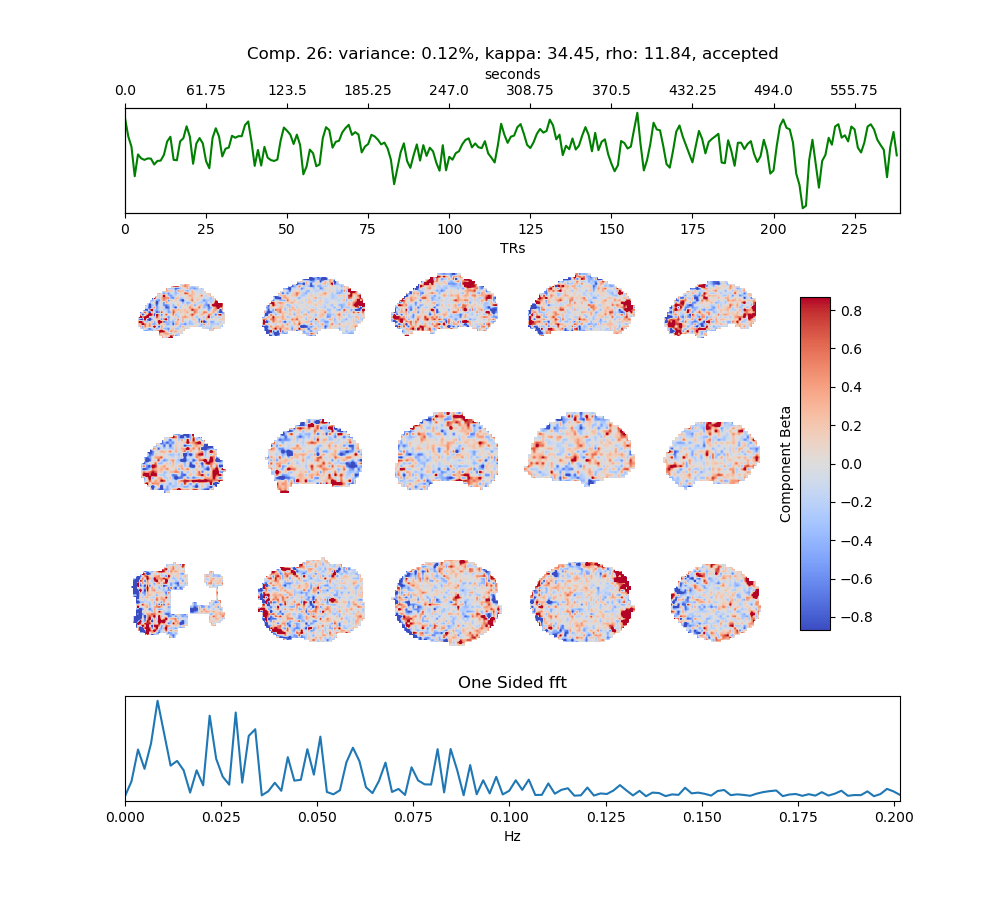 Comp. 26: variance: 0.12%, kappa: 34.45, rho: 11.84, accepted
seconds
0.0 61.75 123.5 185.25 247.0 308.75 370.5 432.25 494.0 555.75
0 25 50 75 100 125 150 175 200 225
TRs
0.8
0.6
0.4
0.2
0.0
−0.2
−0.4
−0.6
−0.8
Component Beta
One Sided fft
0.000 0.025 0.050 0.075 0.100 0.125 0.150 0.175 0.200
Hz